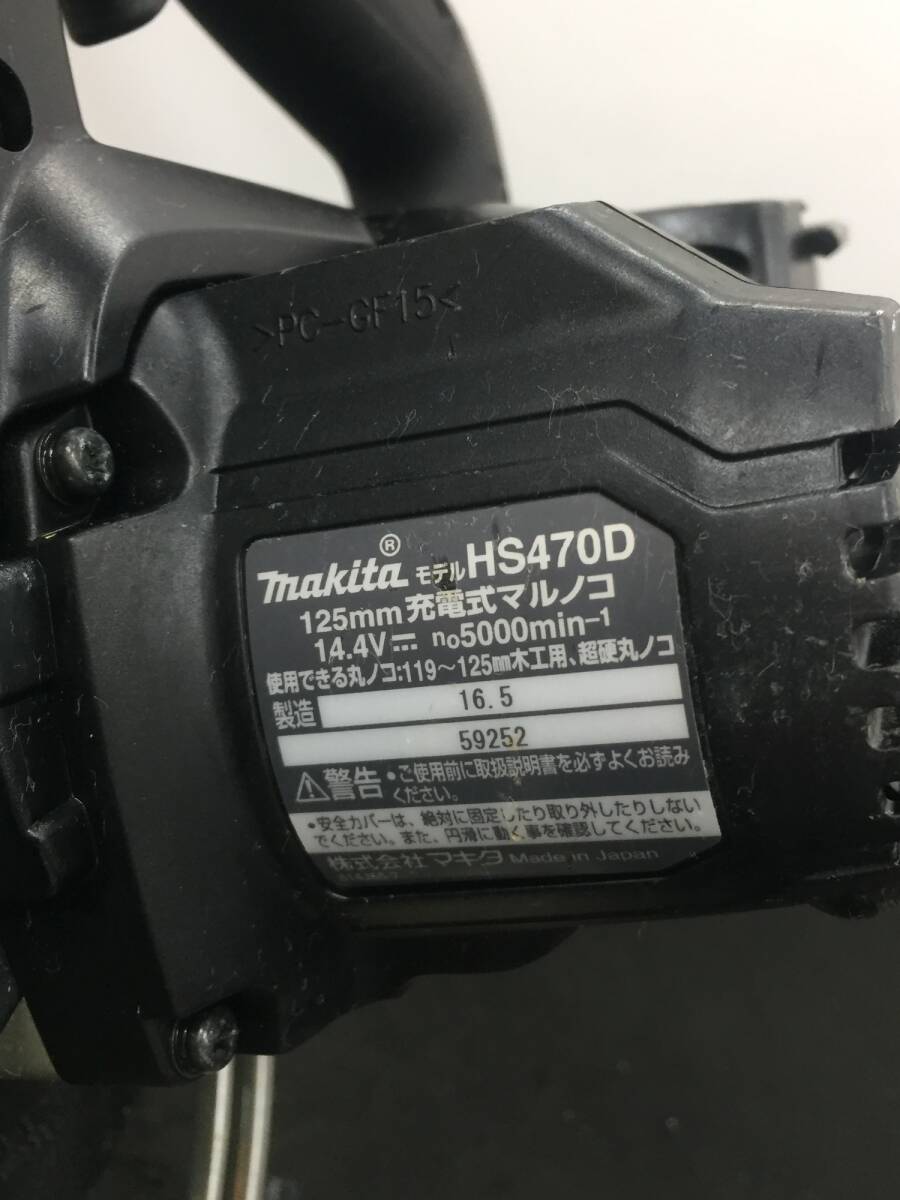 >PC-GF15<
makita® モデル HS470D
125mm 充電式マルノコ
14.4V⎓ n₀5000min⁻¹
使用できる丸ノコ:119〜125㎜木工用、超硬丸ノコ
製造 16.5
59252
⚠警告 •ご使用前に取扱説明書を必ずよくお読み
ください。
•安全カバーは、絶対に固定したり取り外したりしない
でください。また、円滑に動く事を確認してください。
株式会社マキタ Made in Japan